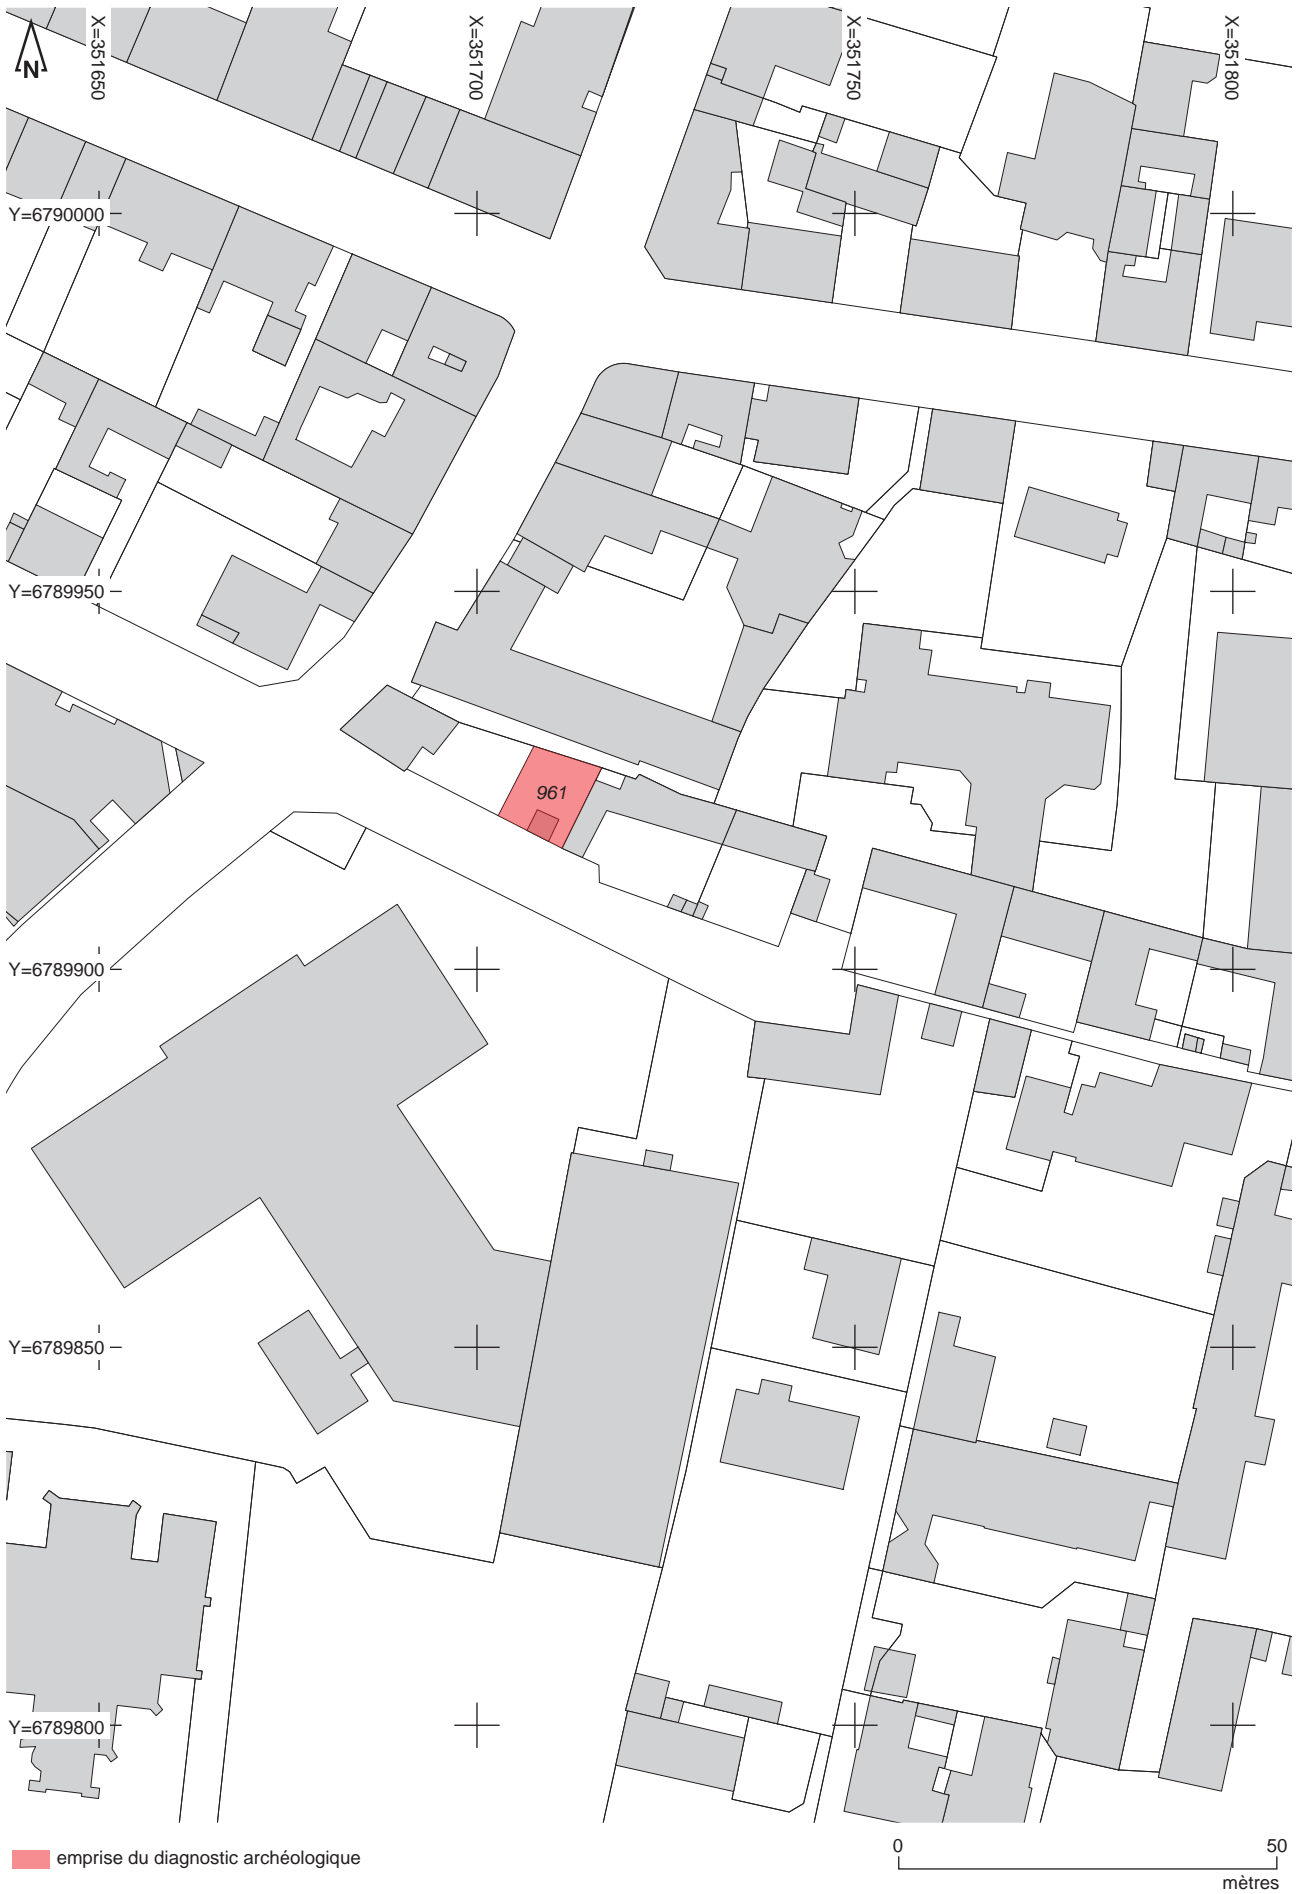 N
X=351650
X=351700
X=351750
X=351800
Y=6790000
Y=6789950
961
Y=6789900
Y=6789850
Y=6789800
emprise du diagnostic archéologique
0 50
mètres